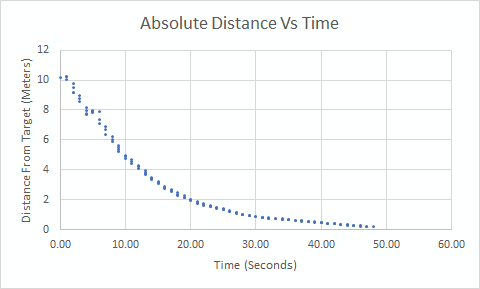 Absolute Distance Vs Time
Distance From Target (Meters)
12
10
8
6
4
2
0
0.00 10.00 20.00 30.00 40.00 50.00 60.00
Time (Seconds)